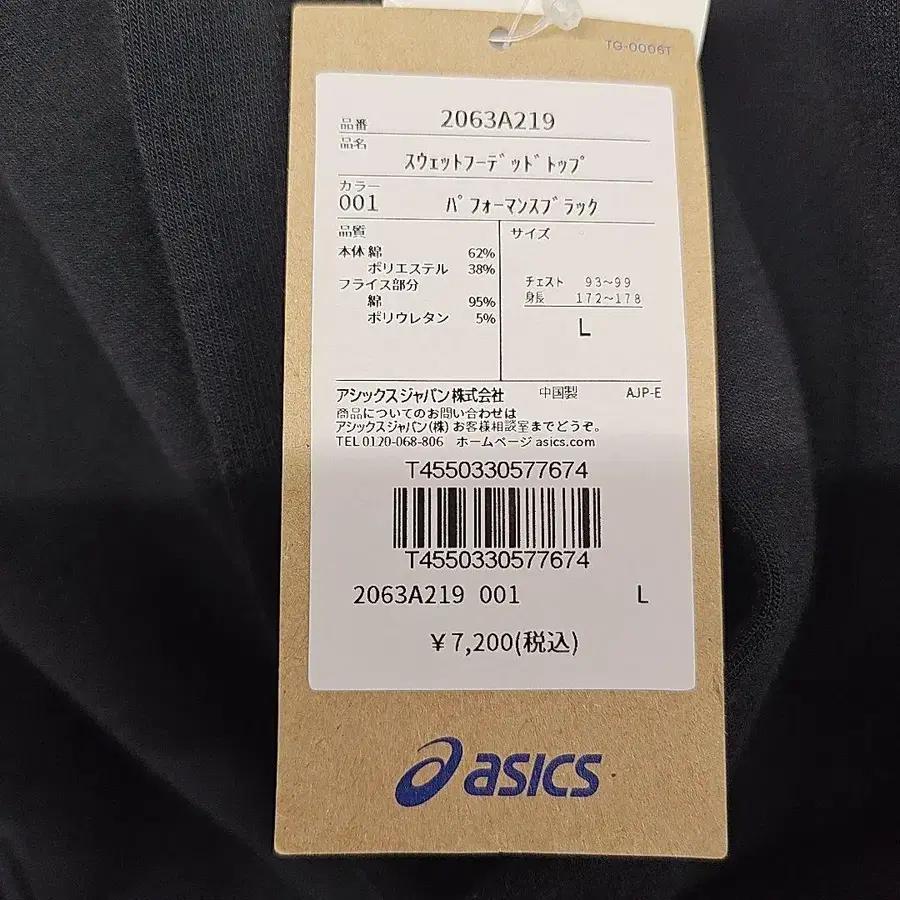 TG-0006T
品番 2063A219
品名
ｽｳｪｯﾄﾌｰﾃﾞｯﾄﾞﾄｯﾌﾟ
カラー
001 ﾊﾟﾌｫｰﾏﾝｽﾌﾞﾗｯｸ
品質
本体 綿 62%
ポリエステル 38%
フライス部分
綿 95%
ポリウレタン 5%
サイズ
ﾁｪｽﾄ 93〜99
身長 172〜178
L
アシックスジャパン株式会社 中国製 AJP-E
商品についてのお問い合わせは
アシックスジャパン(株) お客様相談室までどうぞ。
TEL 0120-068-806 ホームページ asics.com
T4550330577674
T4550330577674
2063A219 001 L
￥7,200(税込)
asics